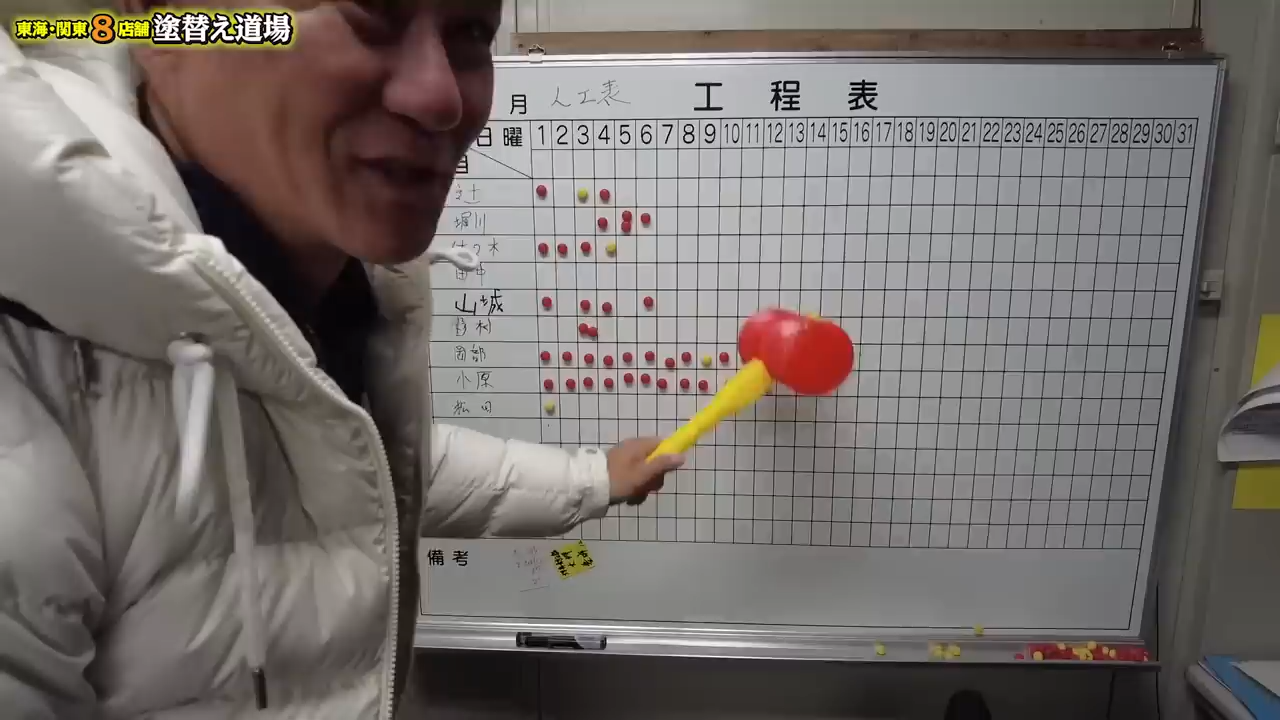 東海・関東8店舗 塗替え道場
月 人工表 工程表
日曜 1 2 3 4 5 6 7 8 9 10 11 12 13 14 15 16 17 18 19 20 21 22 23 24 25 26 27 28 29 30 31
辻
堀川
佐々木
田中
山城
岡部
小原
松田
備考